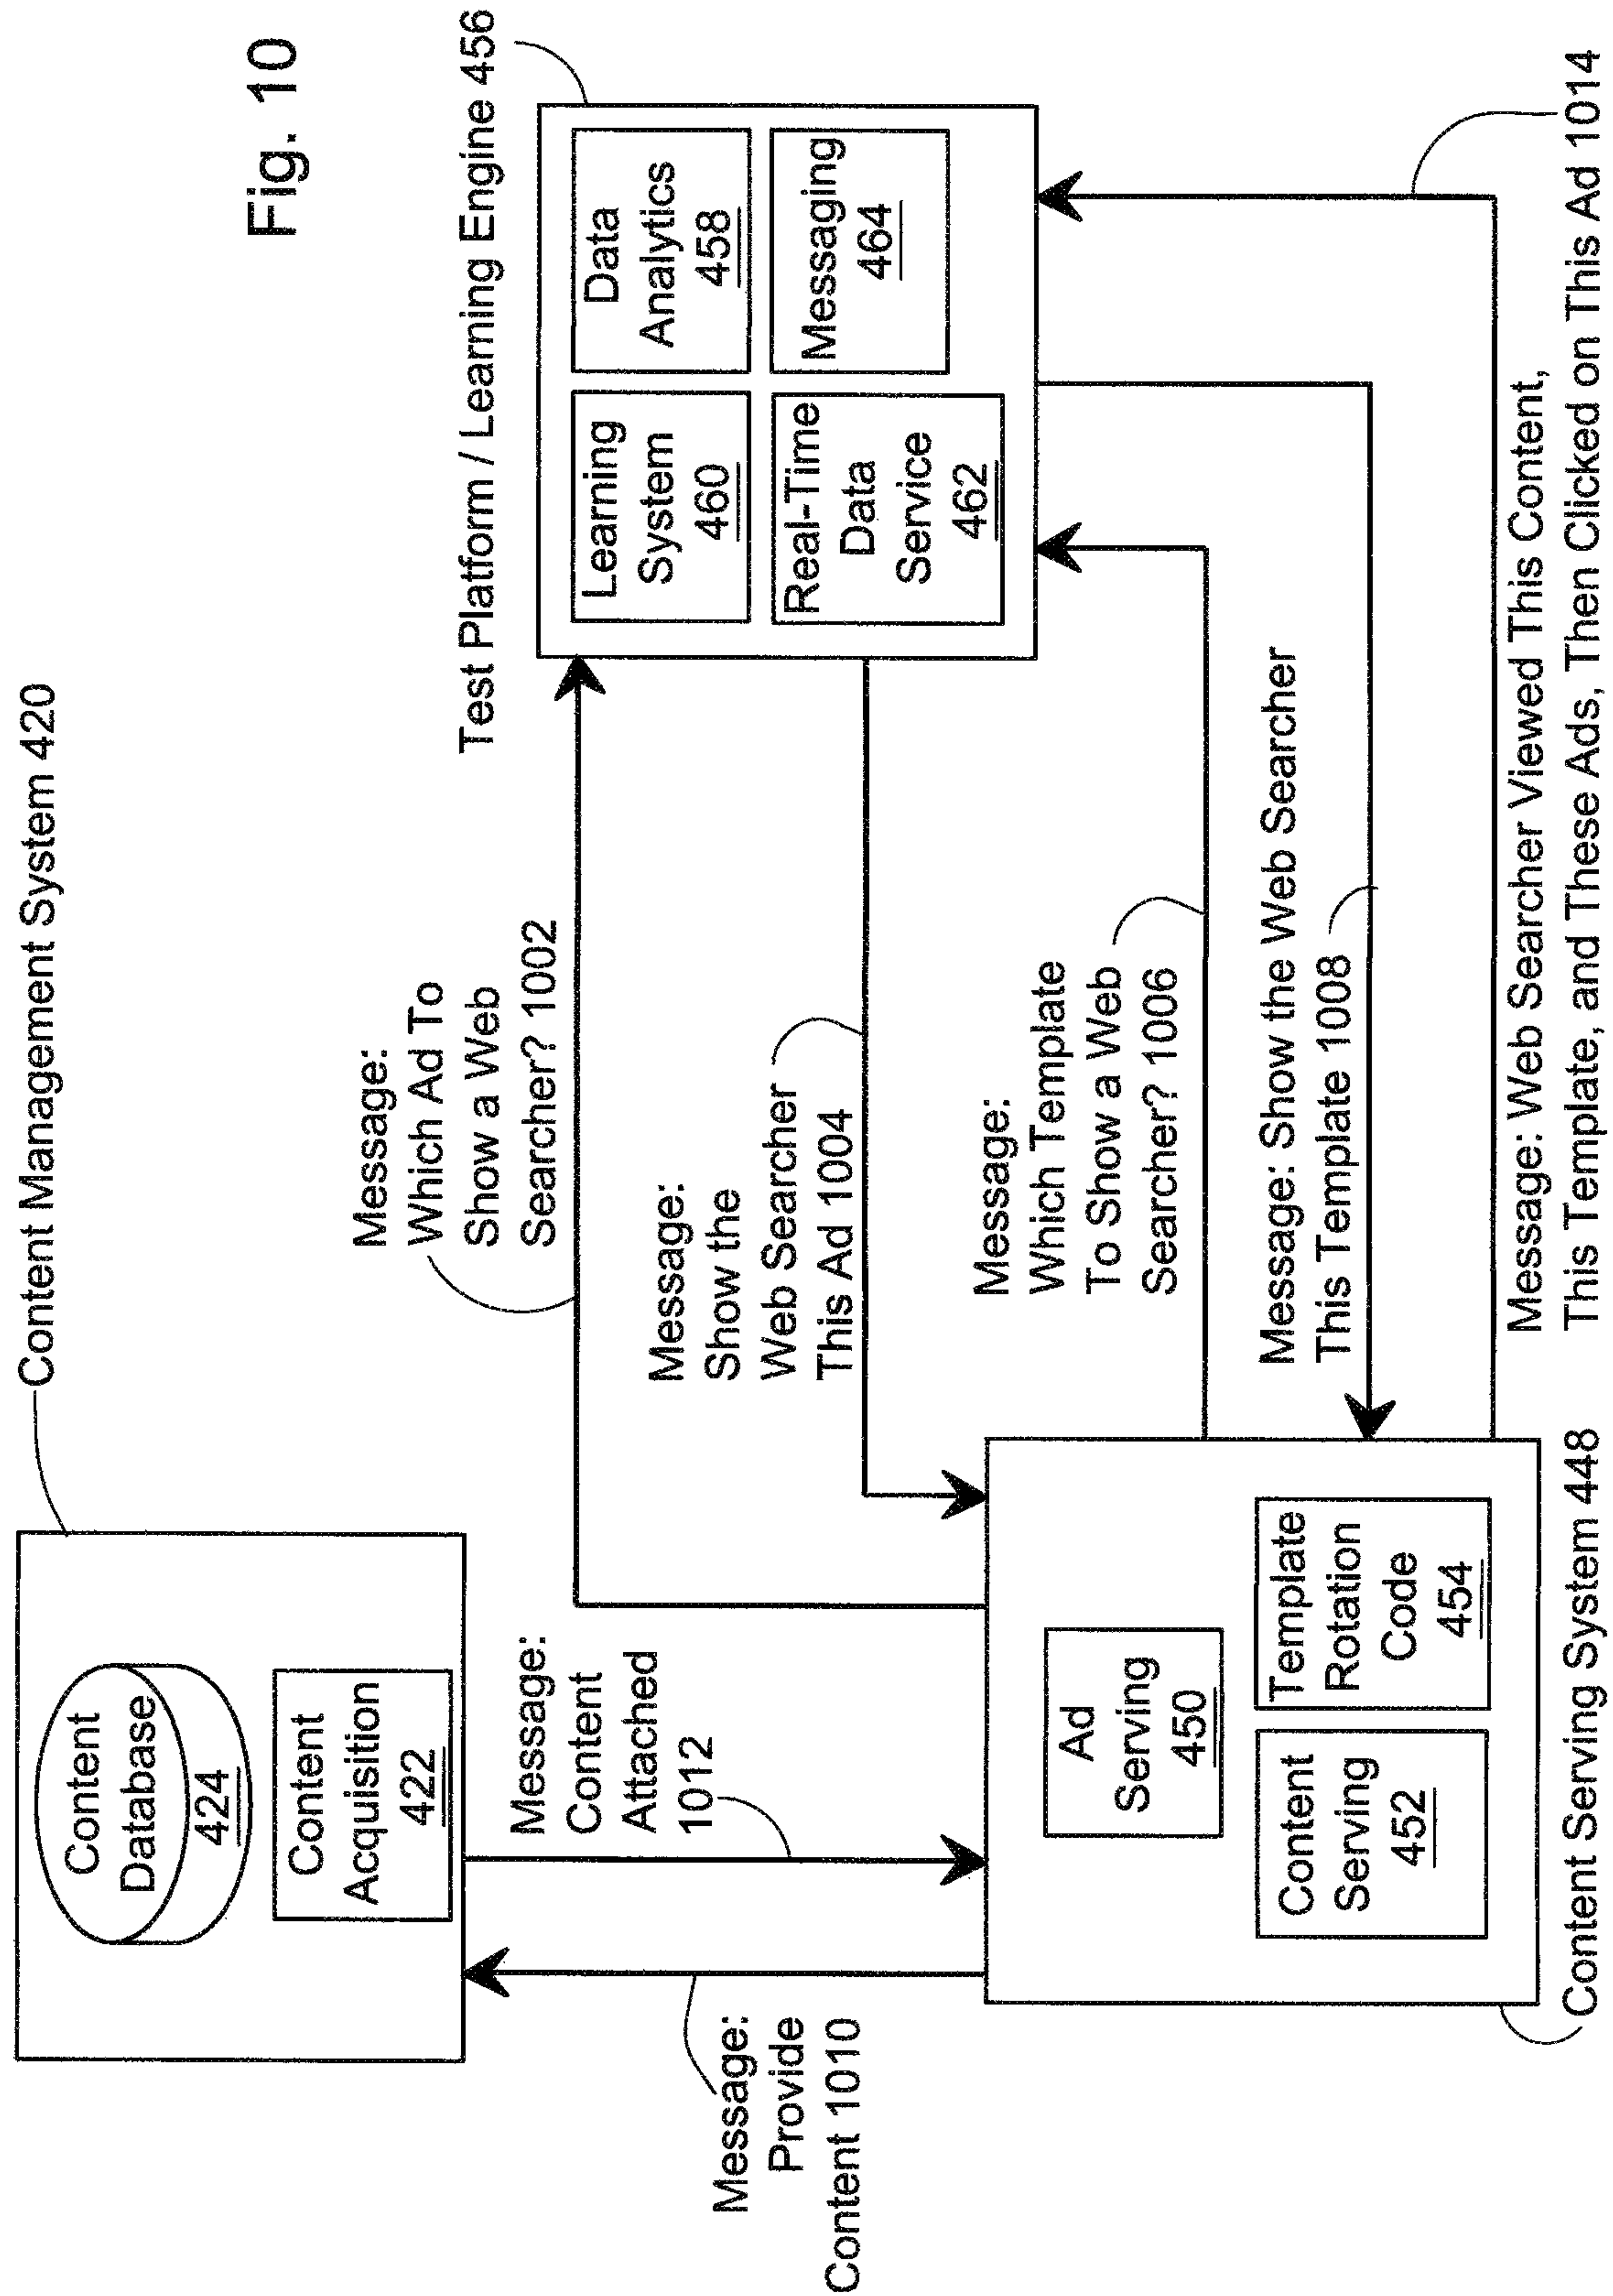 Fig. 10
Content Management System 420
Content
Database
424
Content
Acquisition
422
Message:
Provide
Content 1010
Message:
Content
Attached
1012
Message:
Which Ad To
Show a Web
Searcher? 1002
Test Platform / Learning Engine 456
Learning
System
460
Data
Analytics
458
Real-Time
Data
Service
462
Messaging
464
Message:
Show the
Web Searcher
This Ad 1004
Message:
Which Template
To Show a Web
Searcher? 1006
Message: Show the Web Searcher
This Template 1008
Ad
Serving
450
Content
Serving
452
Template
Rotation
Code
454
Content Serving System 448
Message: Web Searcher Viewed This Content,
This Template, and These Ads, Then Clicked on This Ad 1014